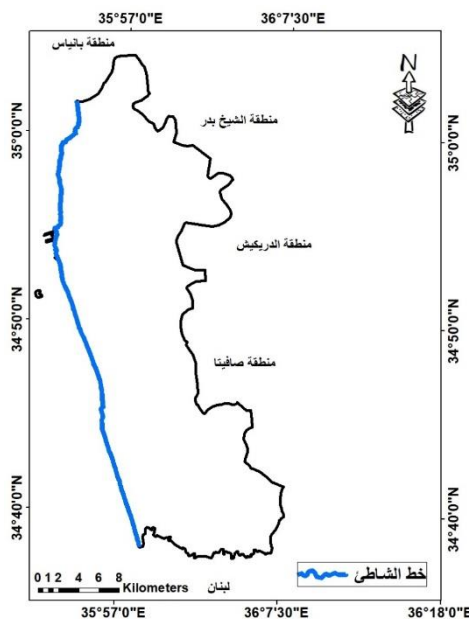 35°57'0"E
36°7'30"E
منطقة بانياس
N
35°0'0"N
35°0'0"N
منطقة الشيخ بدر
منطقة الدريكيش
34°50'0"N
34°50'0"N
منطقة صافيتا
34°40'0"N
34°40'0"N
0 1 2 4 6 8 Kilometers
لبنان
خط الشاطئ
35°57'0"E
36°7'30"E
36°18'0"E